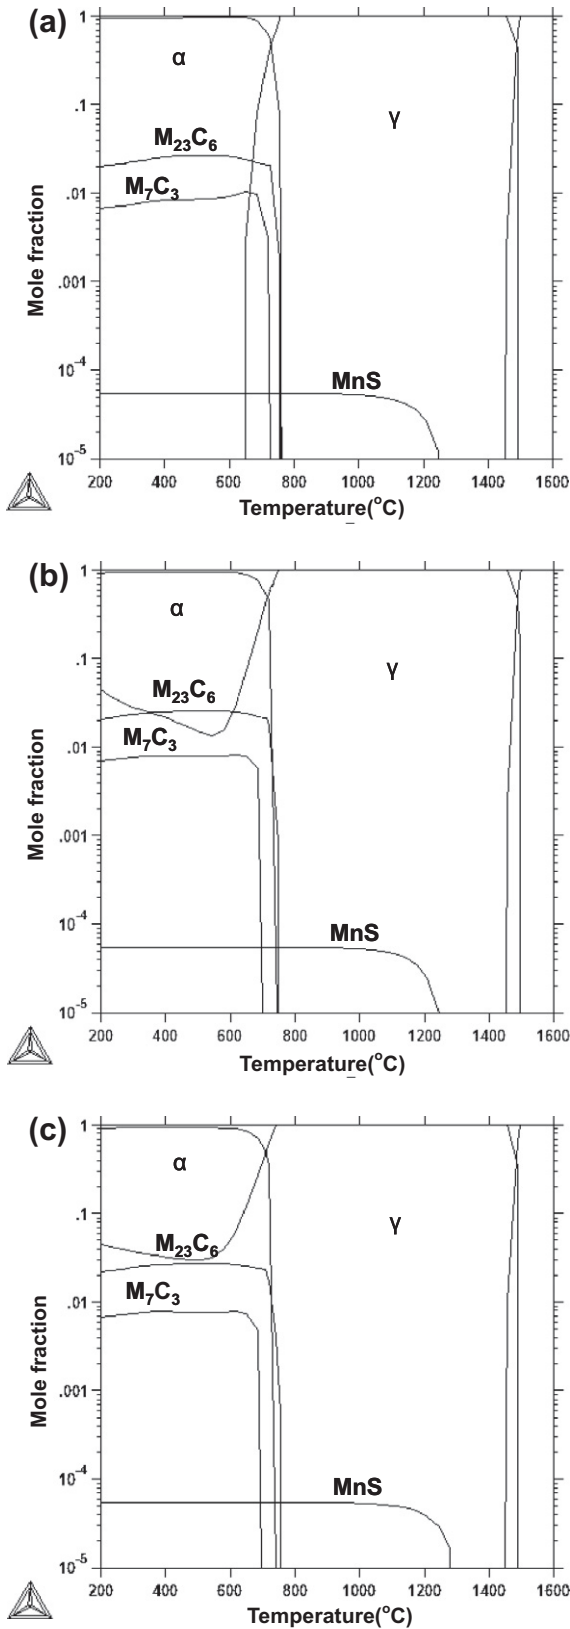 (a)
1
α
γ
.1
M₂₃C₆
M₇C₃
.01
Mole fraction
.001
10⁻⁴
MnS
10⁻⁵
200 400 600 800 1000 1200 1400 1600
Temperature(°C)
(b)
1
α
γ
.1
M₂₃C₆
M₇C₃
.01
Mole fraction
.001
10⁻⁴
MnS
10⁻⁵
200 400 600 800 1000 1200 1400 1600
Temperature(°C)
(c)
1
α
γ
.1
M₂₃C₆
M₇C₃
.01
Mole fraction
.001
10⁻⁴
MnS
10⁻⁵
200 400 600 800 1000 1200 1400 1600
Temperature(°C)